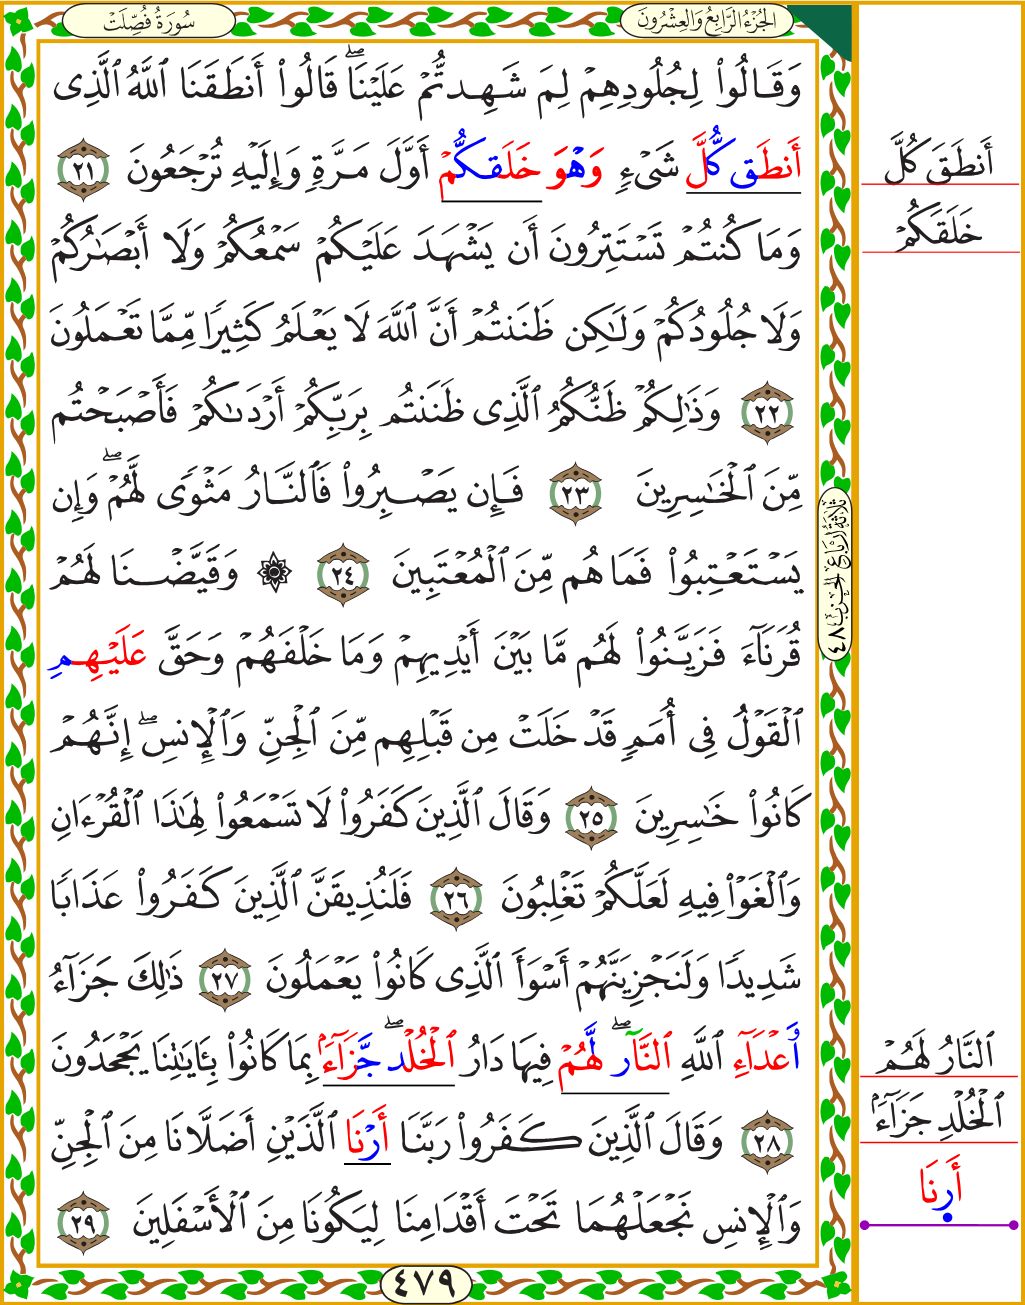 سُورَةُ فُصِّلَتْ
الجُزْءُ الرَّابِعُ وَالعِشْرُونَ
وَقَالُوا۟ لِجُلُودِهِمْ لِمَ شَهِدتُّمْ عَلَيْنَاۖ قَالُوٓا۟ أَنطَقَنَا ٱللَّهُ ٱلَّذِى
أَنطَق كُّلَّ شَىْءٍ وَهْوَ خَلَقكُّمْ أَوَّلَ مَرَّةٍ وَإِلَيْهِ تُرْجَعُونَ ٢١
وَمَا كُنتُمْ تَسْتَتِرُونَ أَن يَشْهَدَ عَلَيْكُمْ سَمْعُكُمْ وَلَا أَبْصَٰرُكُمْ
وَلَا جُلُودُكُمْ وَلَٰكِن ظَنَنتُمْ أَنَّ ٱللَّهَ لَا يَعْلَمُ كَثِيرًا مِّمَّا تَعْمَلُونَ
٢٢ وَذَٰلِكُمْ ظَنُّكُمُ ٱلَّذِى ظَنَنتُم بِرَبِّكُمْ أَرْدَىٰكُمْ فَأَصْبَحْتُم
مِّنَ ٱلْخَٰسِرِينَ ٢٣ فَإِن يَصْبِرُوا۟ فَٱلنَّارُ مَثْوًى لَّهُمْۖ وَإِن
يَسْتَعْتِبُوا۟ فَمَا هُم مِّنَ ٱلْمُعْتَبِينَ ٢٤ ۞ وَقَيَّضْنَا لَهُمْ
قُرَنَآءَ فَزَيَّنُوا۟ لَهُم مَّا بَيْنَ أَيْدِيهِمْ وَمَا خَلْفَهُمْ وَحَقَّ عَلَيْهِمِ
ٱلْقَوْلُ فِى أُمَمٍ قَدْ خَلَتْ مِن قَبْلِهِم مِّنَ ٱلْجِنِّ وَٱلْإِنسِۖ إِنَّهُمْ
كَانُوا۟ خَٰسِرِينَ ٢٥ وَقَالَ ٱلَّذِينَ كَفَرُوا۟ لَا تَسْمَعُوا۟ لِهَٰذَا ٱلْقُرْءَانِ
وَٱلْغَوْا۟ فِيهِ لَعَلَّكُمْ تَغْلِبُونَ ٢٦ فَلَنُذِيقَنَّ ٱلَّذِينَ كَفَرُوا۟ عَذَابًا
شَدِيدًا وَلَنَجْزِيَنَّهُمْ أَسْوَأَ ٱلَّذِى كَانُوا۟ يَعْمَلُونَ ٢٧ ذَٰلِكَ جَزَآءُ
أَعْدَآءِ ٱللَّهِ ٱلنَّارۖ لَّهُمْ فِيهَا دَارُ ٱلْخُلْدۖ جَّزَآءًۢ بِمَا كَانُوا۟ بِـَٔايَٰتِنَا يَجْحَدُونَ
٢٨ وَقَالَ ٱلَّذِينَ كَفَرُوا۟ رَبَّنَا أَرْنَا ٱلَّذَيْنِ أَضَلَّانَا مِنَ ٱلْجِنِّ
وَٱلْإِنسِ نَجْعَلْهُمَا تَحْتَ أَقْدَامِنَا لِيَكُونَا مِنَ ٱلْأَسْفَلِينَ ٢٩
٤٧٩
أَنطَقَ كُلَّ
خَلَقَكُمْ
ٱلنَّارُ لَهُمْ
ٱلْخُلْدِ جَزَآءًۢ
أَرنَا
ثَلَاثَةُ أَرْبَاعِ الحِزْبِ ٤٨